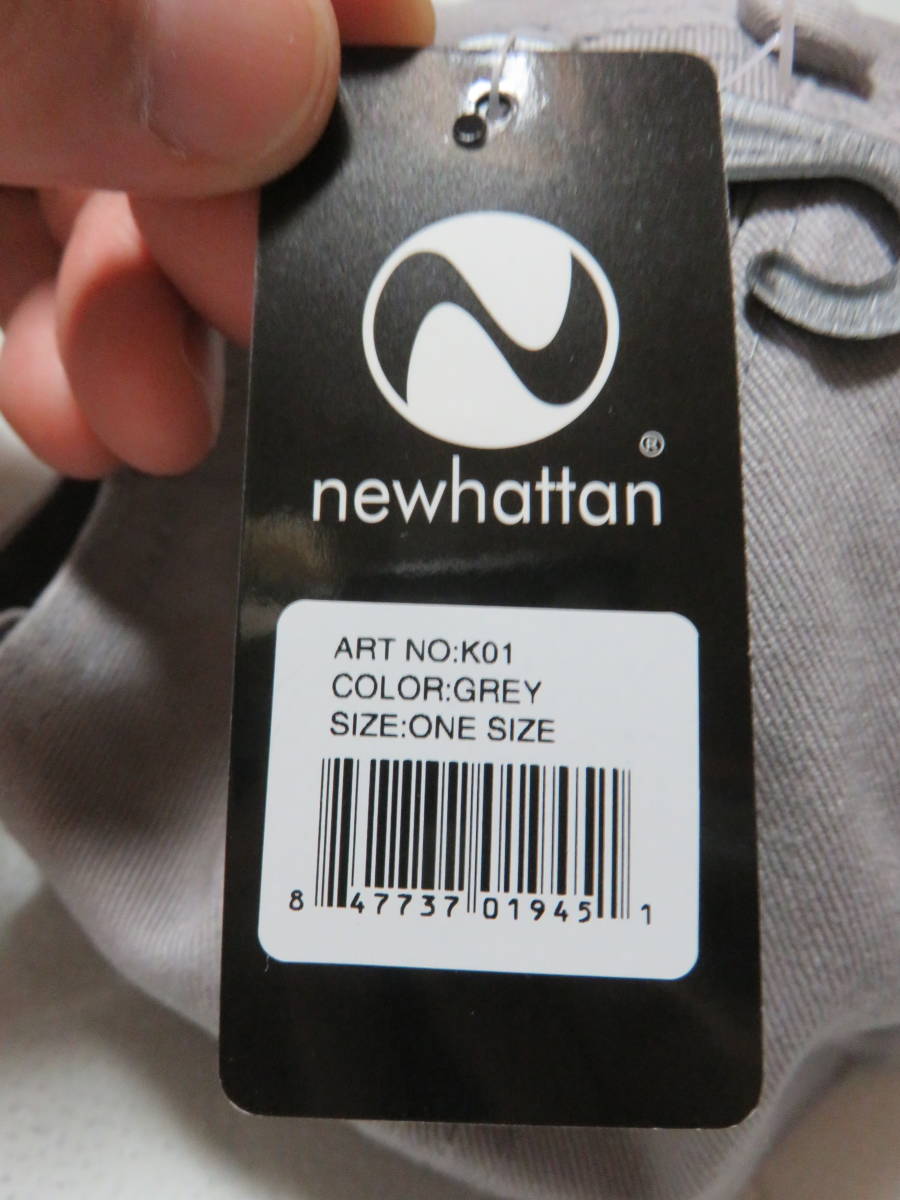 ®
newhattan
ART NO:K01
COLOR:GREY
SIZE:ONE SIZE
8 47737 01945 1